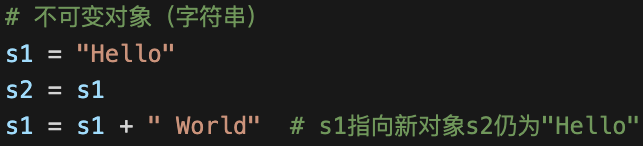 # 不可变对象（字符串）
s1 = "Hello"
s2 = s1
s1 = s1 + " World"  # s1指向新对象s2仍为"Hello"